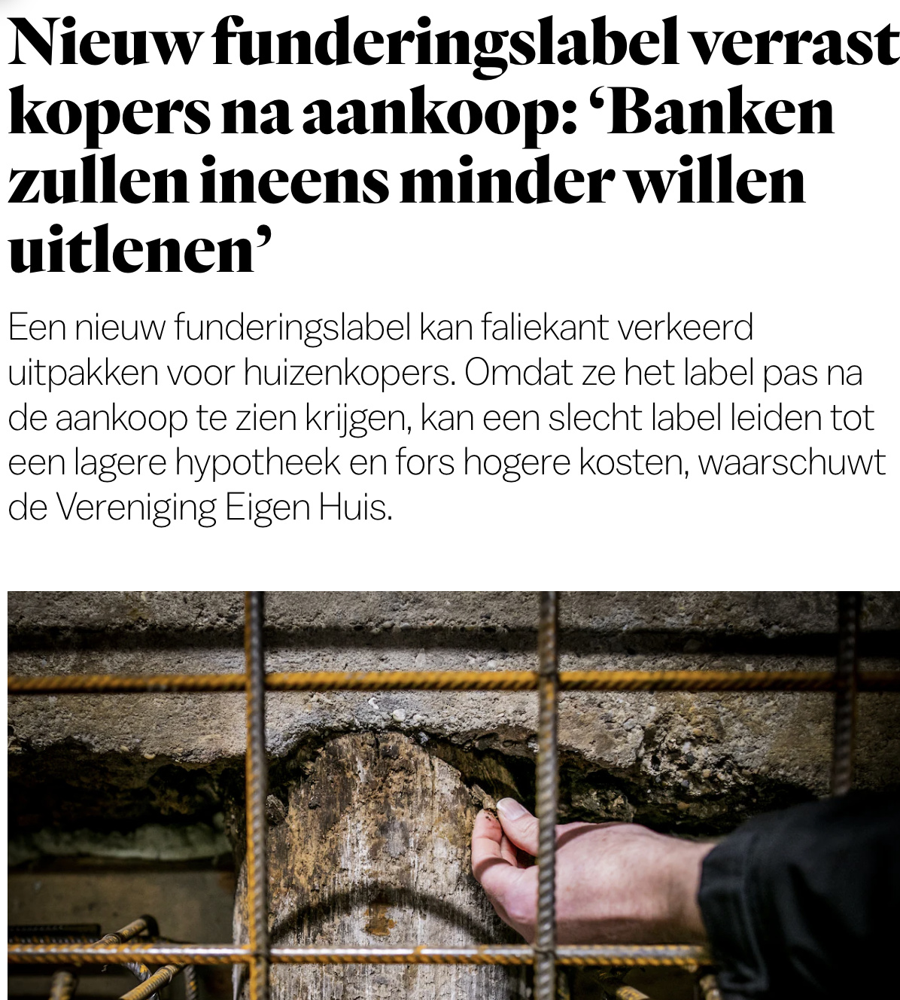 Nieuw funderingslabel verrast
kopers na aankoop: ‘Banken
zullen ineens minder willen
uitlenen’
Een nieuw funderingslabel kan faliekant verkeerd
uitpakken voor huizenkopers. Omdat ze het label pas na
de aankoop te zien krijgen, kan een slecht label leiden tot
een lagere hypotheek en fors hogere kosten, waarschuwt
de Vereniging Eigen Huis.